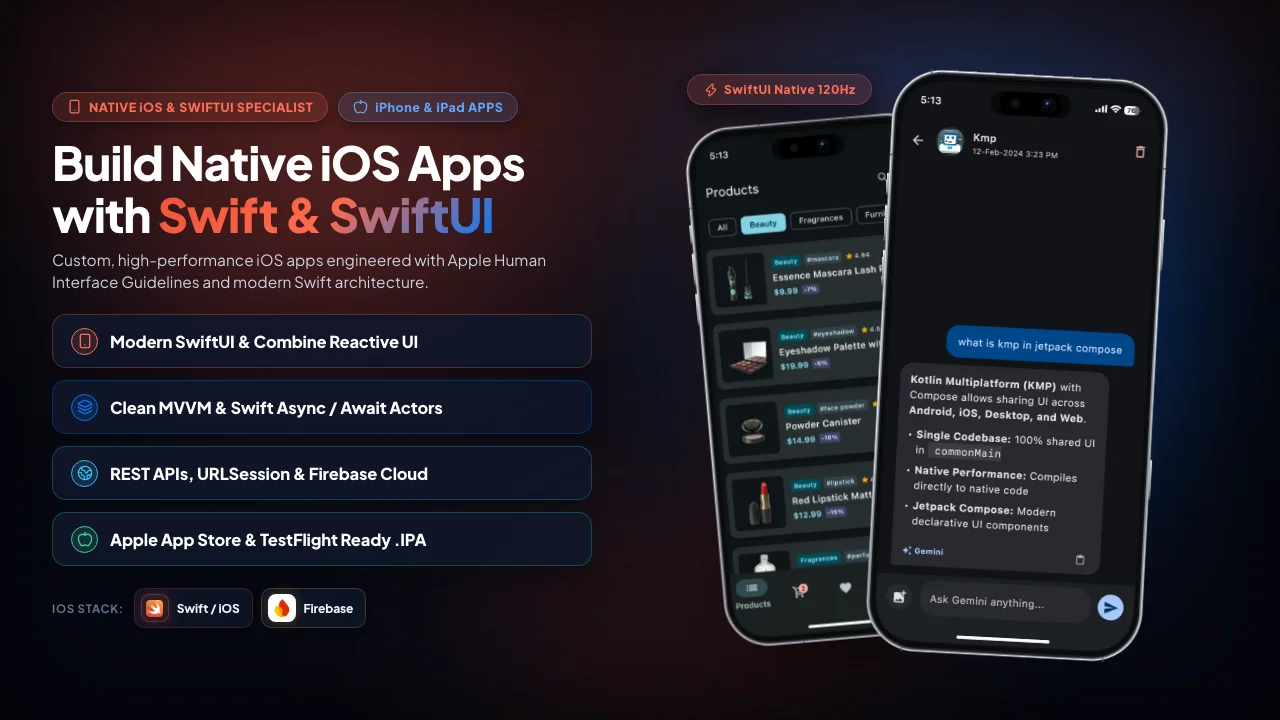 NATIVE iOS & SWIFTUI SPECIALIST
iPhone & iPad APPS
Build Native iOS Apps
with Swift & SwiftUI
Custom, high-performance iOS apps engineered with Apple Human
Interface Guidelines and modern Swift architecture.
Modern SwiftUI & Combine Reactive UI
Clean MVVM & Swift Async / Await Actors
REST APIs, URLSession & Firebase Cloud
Apple App Store & TestFlight Ready .IPA
IOS STACK:
Swift / iOS
Firebase
SwiftUI Native 120Hz
5:13
Products
All
Beauty
Fragrances
Beauty #mascara 4.94
Essence Mascara Lash
$9.99 -7%
Beauty #eyeshadow
Eyeshadow Palette
$19.99 -5%
Beauty #face powder
Powder Canister
$14.99 -16%
Beauty #lipstick
Red Lipstick Matt
$12.99 -15%
Fragrances
Products
5:13
Kmp
12-Feb-2024 3:23 PM
what is kmp in jetpack compose
Kotlin Multiplatform (KMP) with
Compose allows sharing UI across
Android, iOS, Desktop, and Web.
• Single Codebase: 100% shared UI
in commonMain
• Native Performance: Compiles
directly to native code
• Jetpack Compose: Modern
declarative UI components
Gemini
Ask Gemini anything...